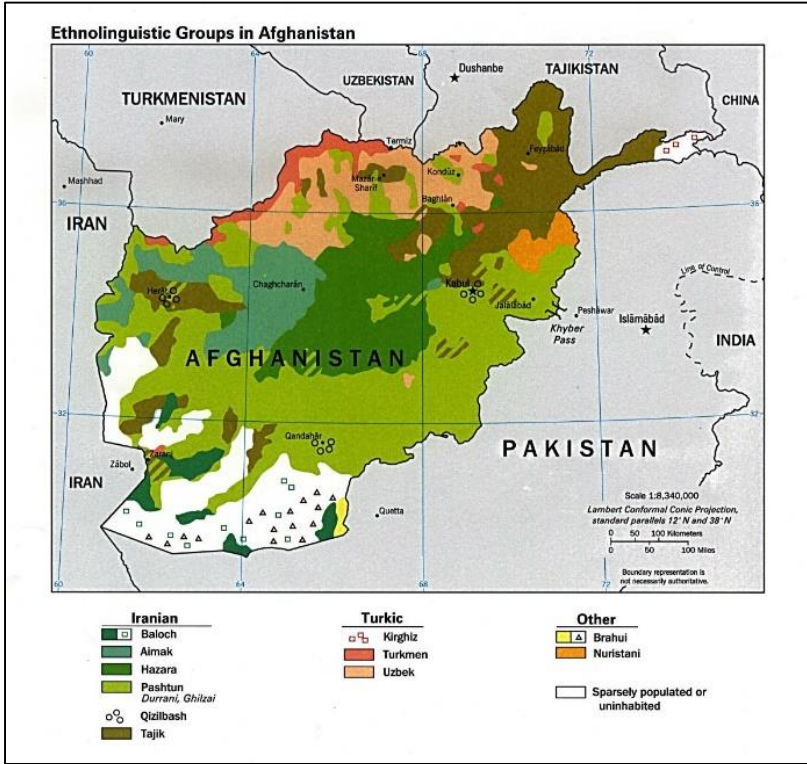 Ethnolinguistic Groups in Afghanistan
60
64
68
72
Dushanbe
TAJIKISTAN
UZBEKISTAN
TURKMENISTAN
CHINA
Mary
Termiz
Feyzābād
Mashhad
Mazār-e
Sharīf
Kondūz
Baghlān
36
36
IRAN
Line of Control
Herāt
Chaghcharān
Kabul
Jalālābād
Peshāwar
Islāmābād
Khyber
Pass
INDIA
AFGHANISTAN
32
32
Qandahār
PAKISTAN
Zābol
Zaranj
IRAN
Quetta
Scale 1:8,340,000
Lambert Conformal Conic Projection,
standard parallels 12° N and 38° N
0 50 100 Kilometers
0 50 100 Miles
Boundary representation is
not necessarily authoritative.
60
64
68
72
Iranian
Baloch
Aimak
Hazara
Pashtun
Durrani, Ghilzai
Qizilbash
Tajik
Turkic
Kirghiz
Turkmen
Uzbek
Other
Brahui
Nuristani
Sparsely populated or
uninhabited